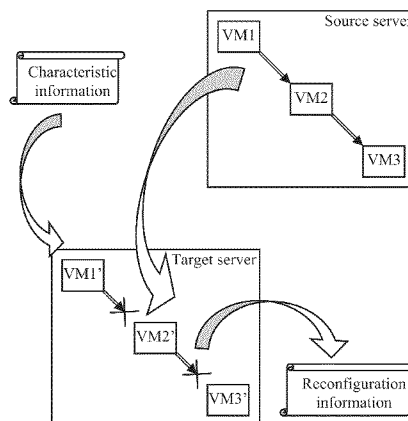 Source server
VM1
Characteristic
information
VM2
VM3
Target server
VM1'
VM2'
VM3'
Reconfiguration
information